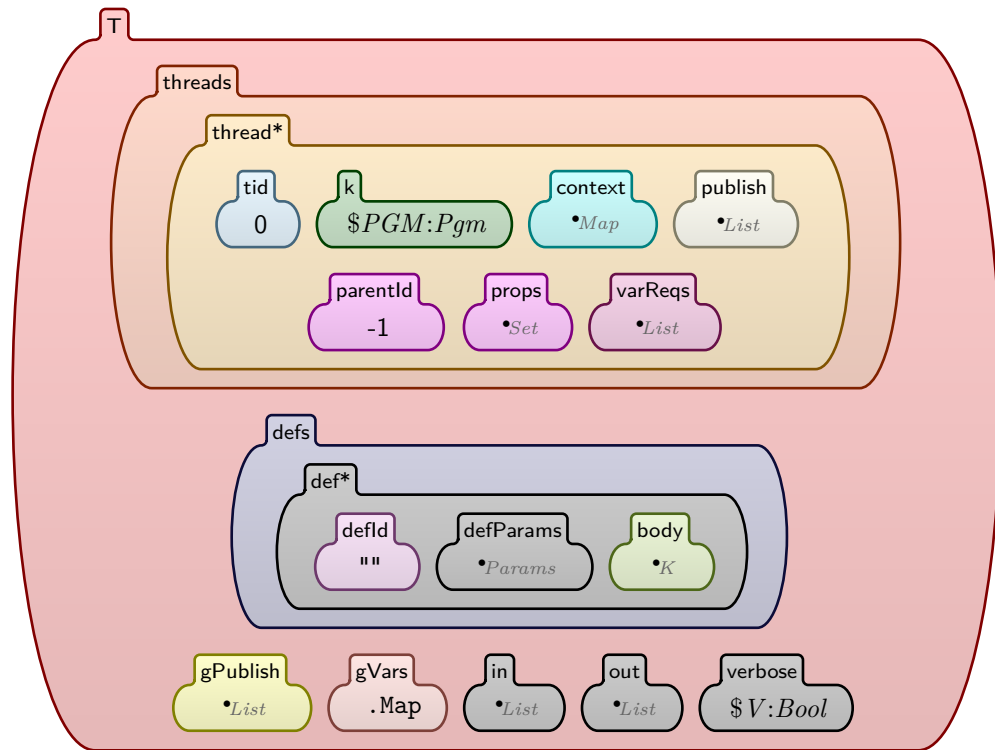 T
threads
thread*
tid k context publish
0 $PGM:Pgm •Map •List
parentId props varReqs
-1 •Set •List
defs
def*
defId defParams body
"" •Params •K
gPublish gVars in out verbose
•List .Map •List •List $V:Bool